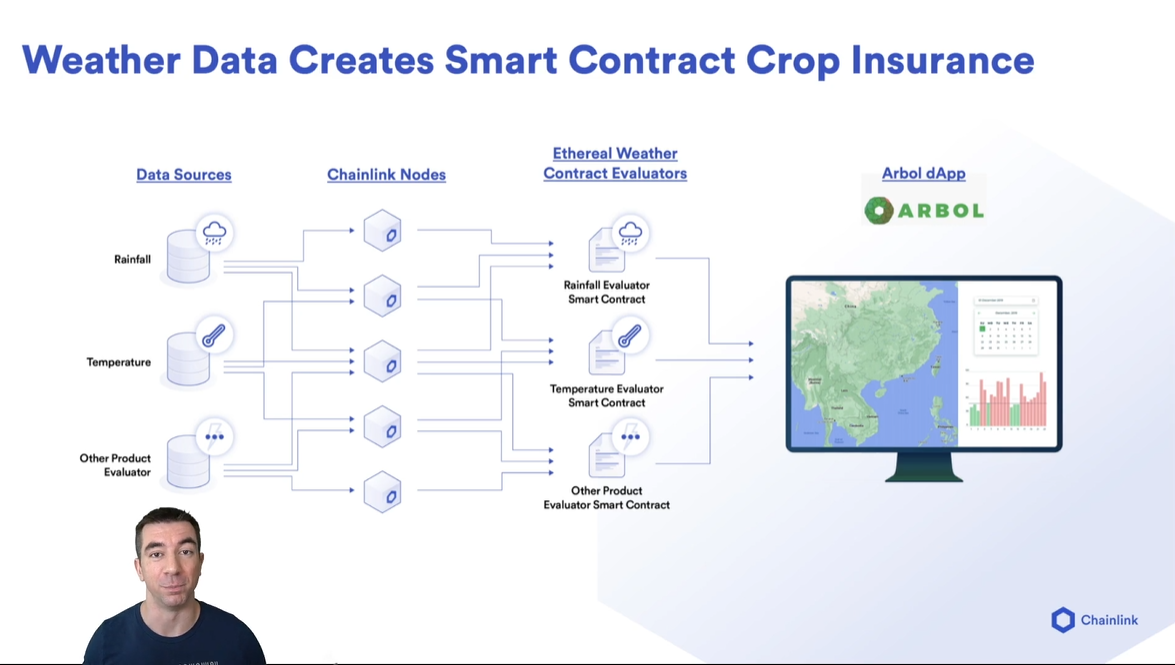 Weather Data Creates Smart Contract Crop Insurance
Data Sources
Chainlink Nodes
Ethereal Weather
Contract Evaluators
Arbol dApp
ARBOL
Rainfall
Temperature
Other Product
Evaluator
Rainfall Evaluator
Smart Contract
Temperature Evaluator
Smart Contract
Other Product
Evaluator Smart Contract
China
Chainlink